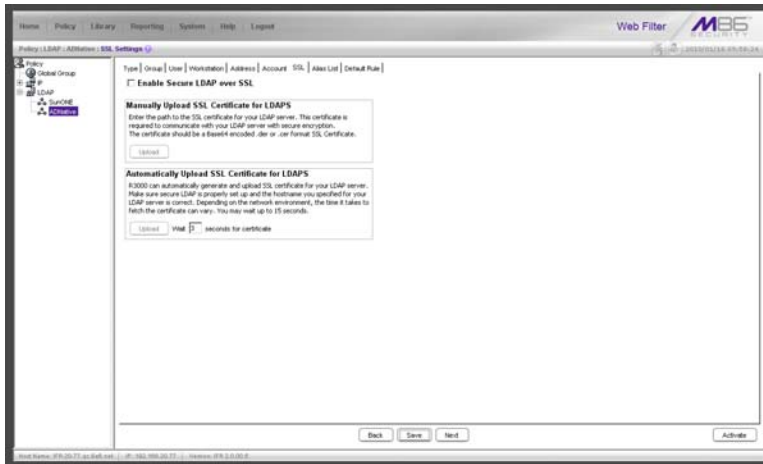 Home Policy Library Reporting System Help Logout
Web Filter
M86 SECURITY
Policy : LDAP : ADNative : SSL Settings
Policy
Global Group
IP
LDAP
SunONE
ADNative
Type | Group | User | Workstation | Address | Account | SSL | Alias List | Default Rule |
Enable Secure LDAP over SSL
Manually Upload SSL Certificate for LDAPS
Enter the path to the SSL certificate for your LDAP server. This certificate is
required to communicate with your LDAP server with secure encryption.
The certificate should be a Base64 encoded .der or .cer format SSL Certificate.
Upload
Automatically Upload SSL Certificate for LDAPS
R3000 can automatically generate and upload SSL certificate for your LDAP server.
Make sure secure LDAP is properly set up and the hostname you specified for your
LDAP server is correct. Depending on the network environment, the time it takes to
fetch the certificate can vary. You may wait up to 15 seconds.
Upload Wait 3 seconds for certificate
Back Save Next Activate